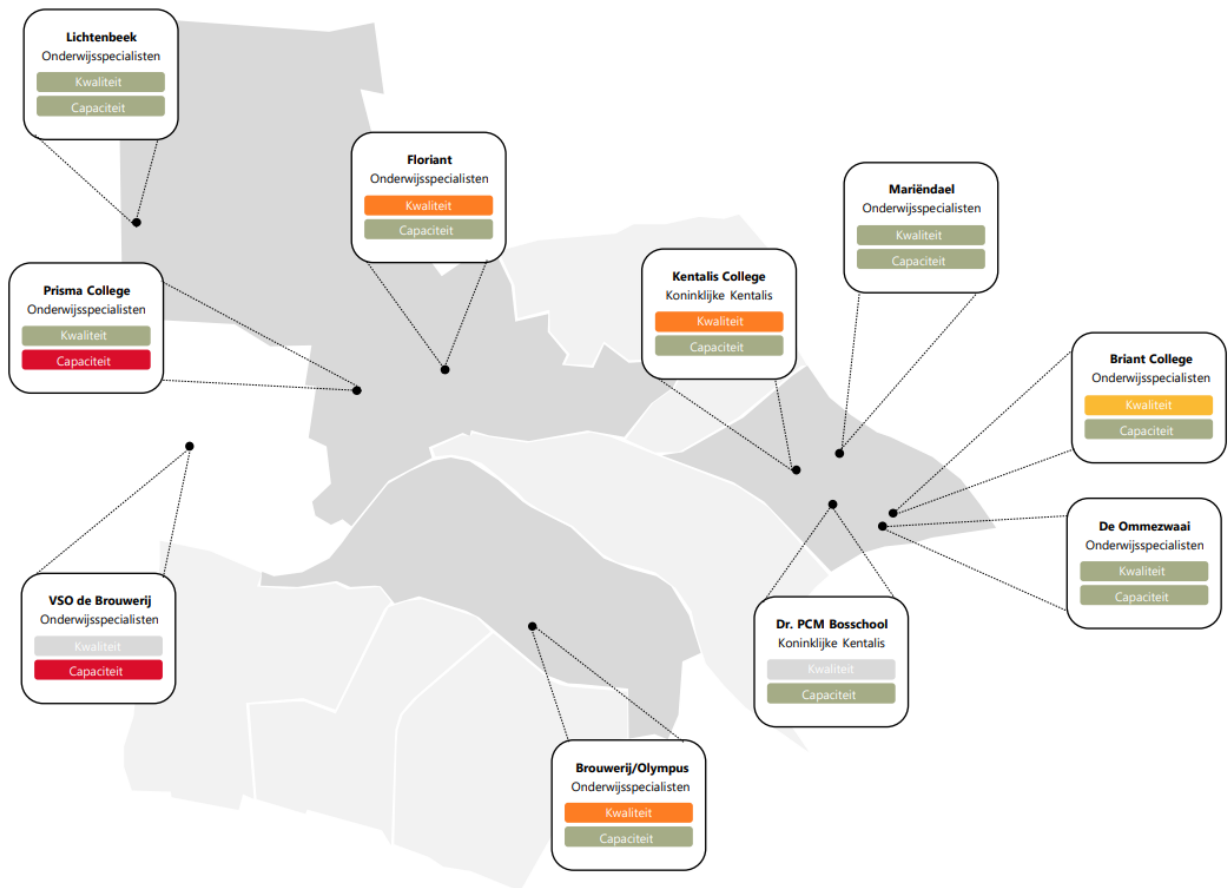 Lichtenbeek
Onderwijsspecialisten
Kwaliteit
Capaciteit
Floriant
Onderwijsspecialisten
Kwaliteit
Capaciteit
Mariëndael
Onderwijsspecialisten
Kwaliteit
Capaciteit
Kentalis College
Koninklijke Kentalis
Kwaliteit
Capaciteit
Prisma College
Onderwijsspecialisten
Kwaliteit
Capaciteit
Briant College
Onderwijsspecialisten
Kwaliteit
Capaciteit
De Ommezwaai
Onderwijsspecialisten
Kwaliteit
Capaciteit
VSO de Brouwerij
Onderwijsspecialisten
Kwaliteit
Capaciteit
Dr. PCM Bosschool
Koninklijke Kentalis
Kwaliteit
Capaciteit
Brouwerij/Olympus
Onderwijsspecialisten
Kwaliteit
Capaciteit